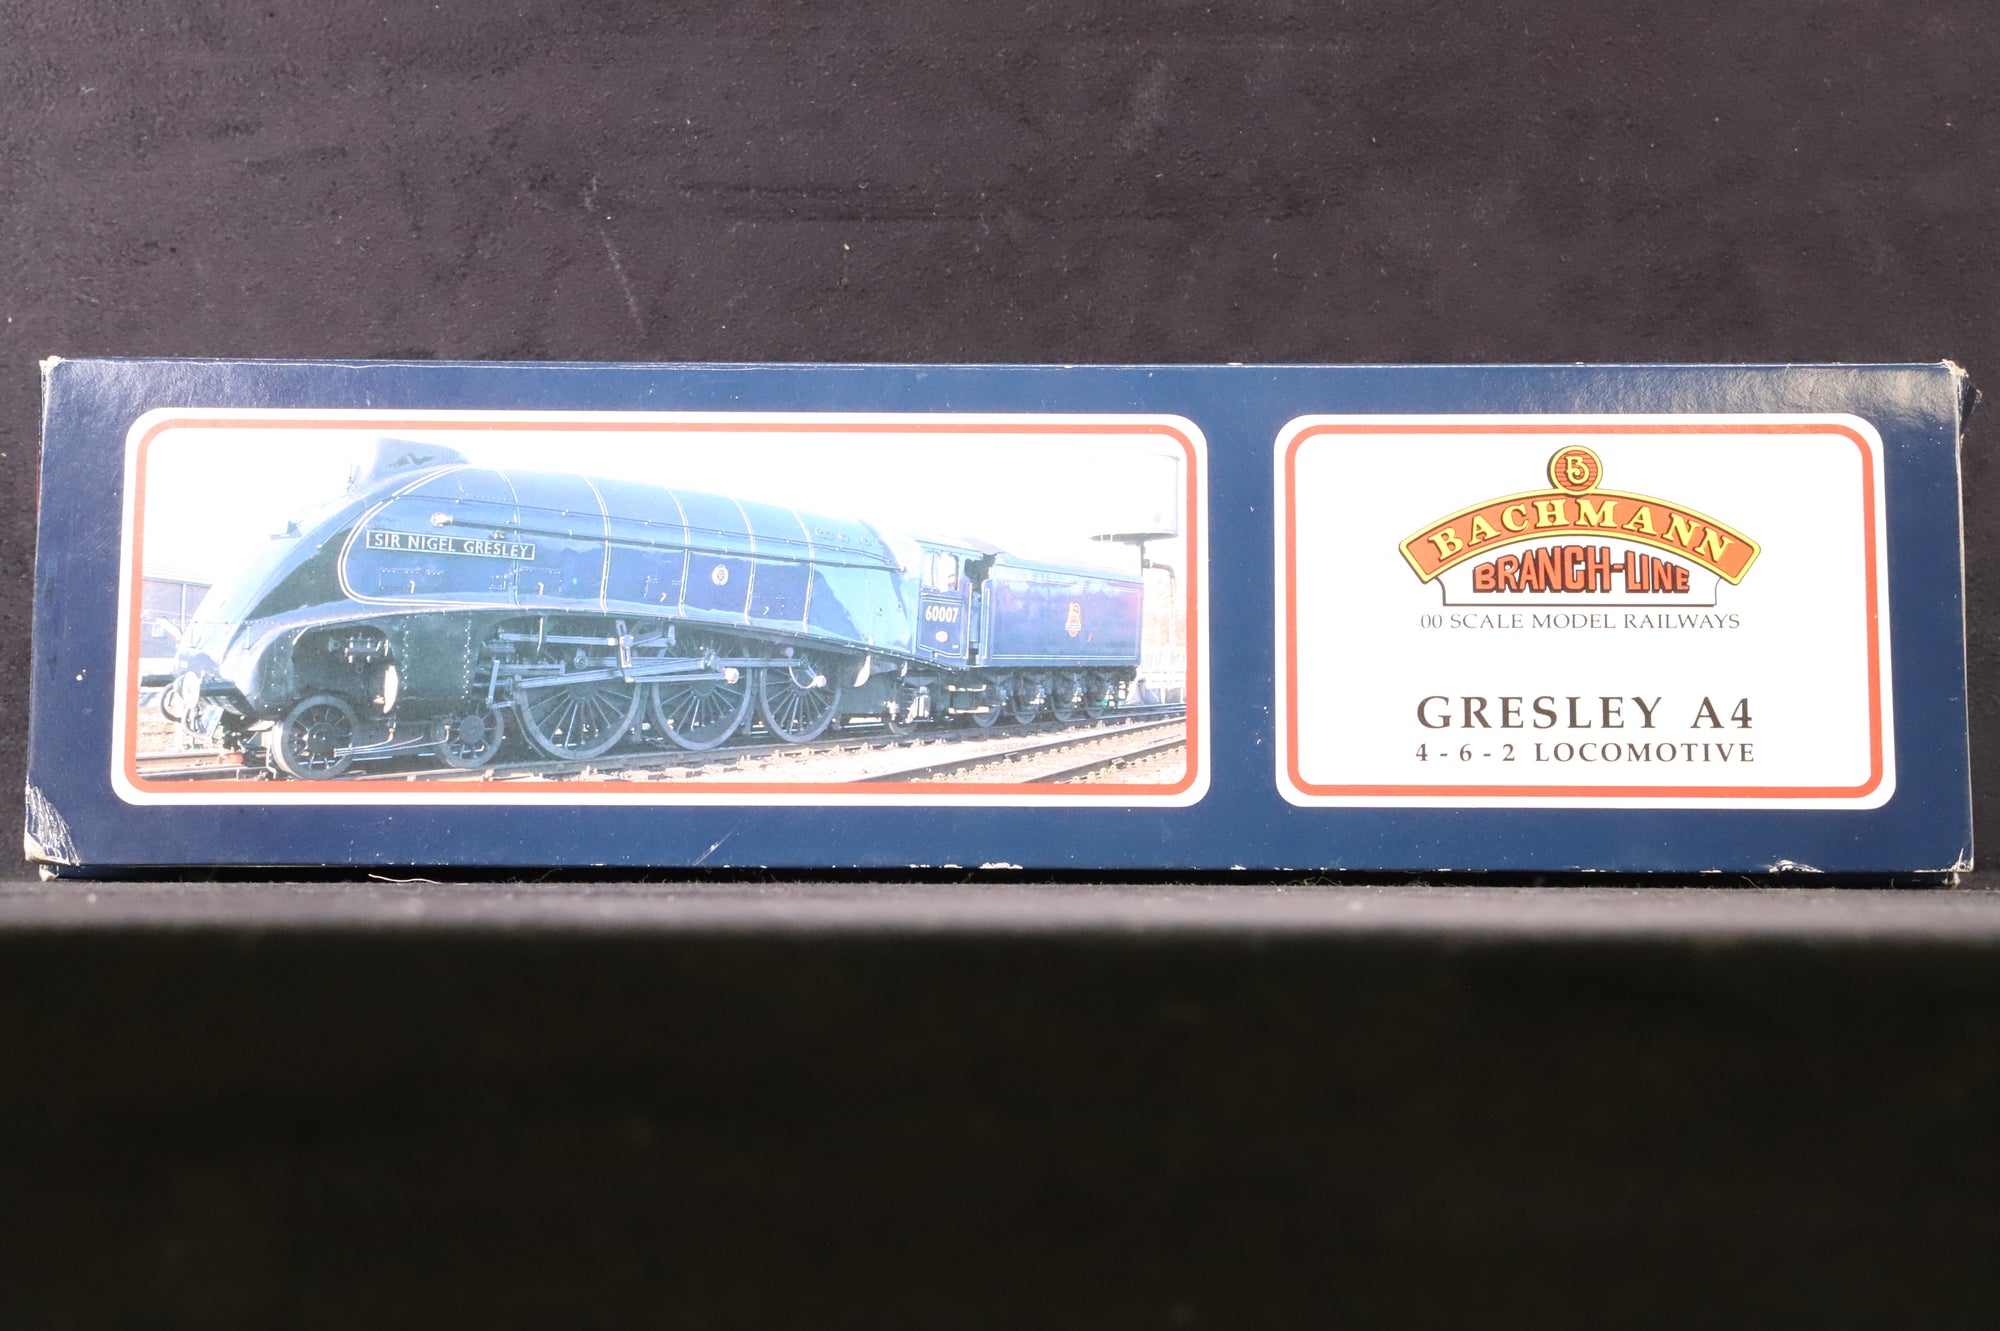 SIR NIGEL GRESLEY
60007
B
BACHMANN
BRANCH-LINE
00 SCALE MODEL RAILWAYS
GRESLEY A4
4-6-2 LOCOMOTIVE